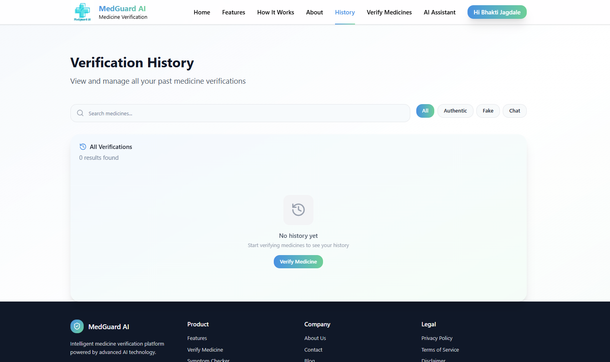 MedGuard AI
Medicine Verification
Home Features How It Works About History Verify Medicines AI Assistant Hi Bhakti Jagdale
Verification History
View and manage all your past medicine verifications
Search medicines... All Authentic Fake Chat
All Verifications
0 results found
No history yet
Start verifying medicines to see your history
Verify Medicine
MedGuard AI Product Company Legal
Intelligent medicine verification platform Features About Us Privacy Policy
powered by advanced AI technology. Verify Medicine Contact Terms of Service
Symptom Checker Blog Disclaimer